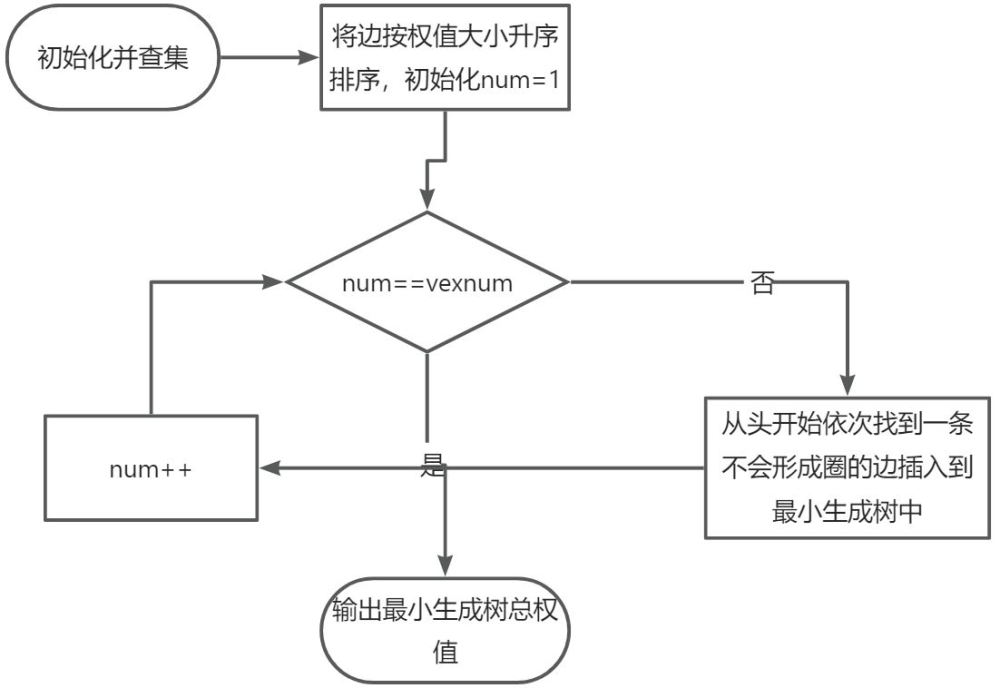 初始化并查集
将边按权值大小升序
排序，初始化num=1
num==vexnum
否
从头开始依次找到一条
不会形成圈的边插入到
最小生成树中
num++
是
输出最小生成树总权
值